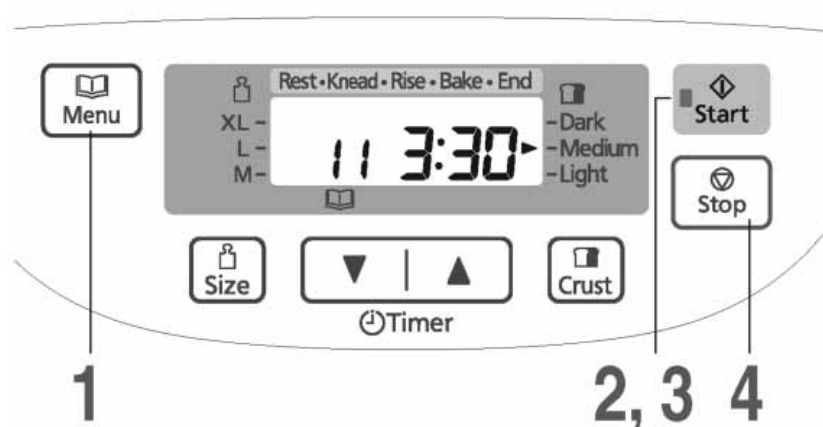 Menu
Rest • Knead • Rise • Bake • End
XL –
L –
M –
11 3:30
– Dark
– Medium
– Light
Start
Stop
Size
Timer
Crust
1
2, 3
4